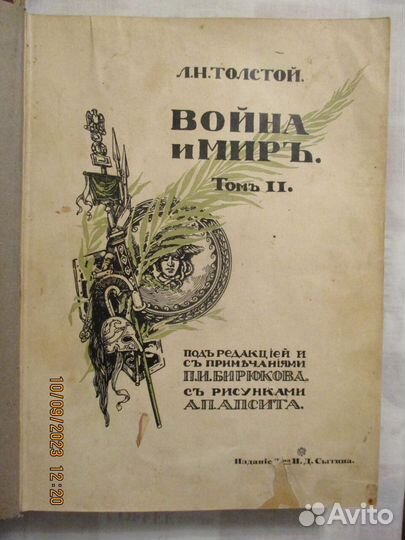 Л.Н.ТОЛСТОЙ.
ВОЙНА
и МИРЪ.
Томъ II.
ПОДЪ РЕДАКЦІЕЙ И
СЪ ПРИМѢЧАНІЯМИ
П.И.БИРЮКОВА.
СЪ РИСУНКАМИ
А.П.АПСИТА.
Изданіе Т-ва И. Д. Сытина.
10/09/2023 12:20
Avito